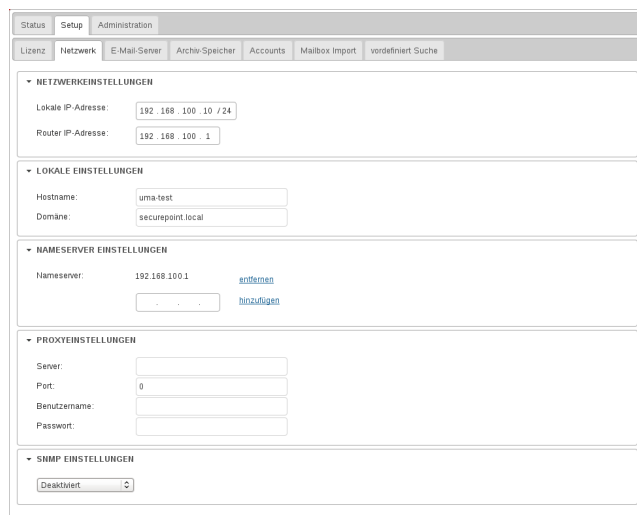 Status Setup Administration
Lizenz Netzwerk E-Mail-Server Archiv-Speicher Accounts Mailbox Import vordefiniert Suche
NETZWERKEINSTELLUNGEN
Lokale IP-Adresse: 192 . 168 . 100 . 10 / 24
Router IP-Adresse: 192 . 168 . 100 . 1
LOKALE EINSTELLUNGEN
Hostname: uma-test
Domäne: securepoint.local
NAMESERVER EINSTELLUNGEN
Nameserver: 192.168.100.1 entfernen
. . . hinzufügen
PROXYEINSTELLUNGEN
Server:
Port: 0
Benutzername:
Passwort:
SNMP EINSTELLUNGEN
Deaktiviert